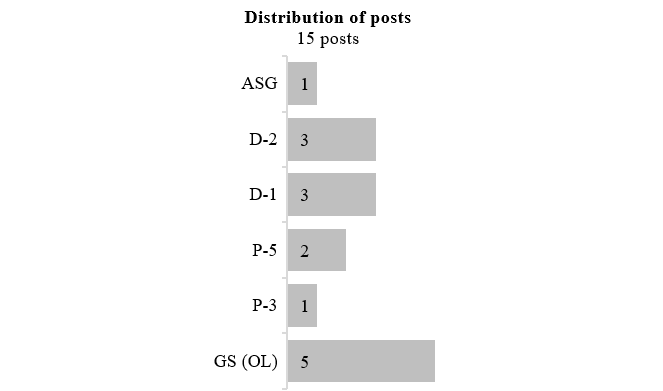 Distribution of posts
15 posts
ASG 1
D-2 3
D-1 3
P-5 2
P-3 1
GS (OL) 5